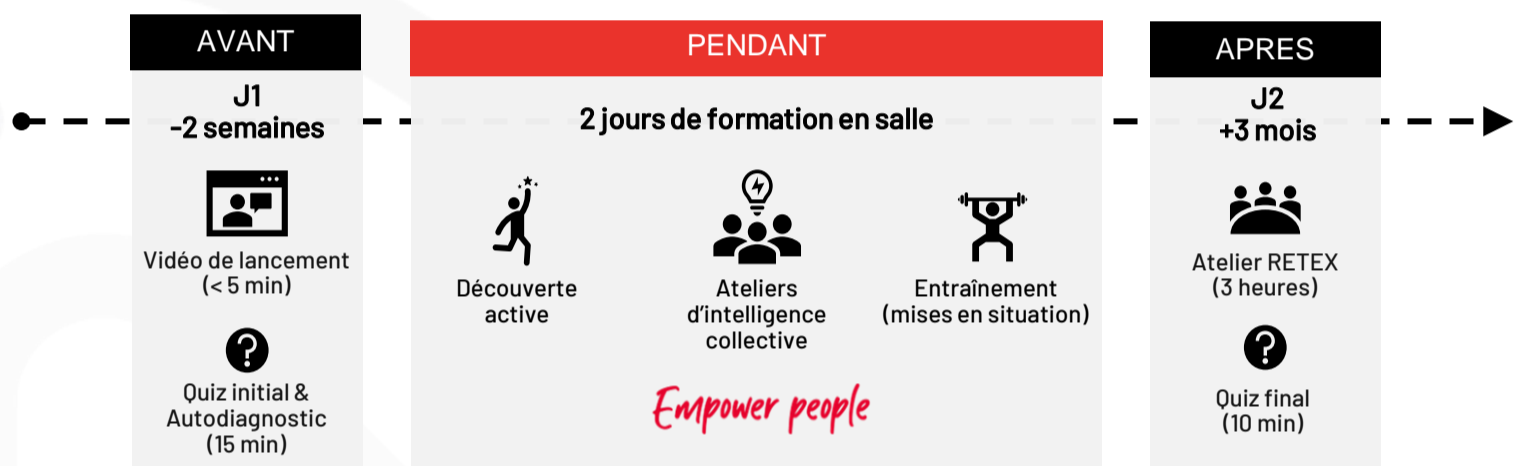 AVANT
J1
-2 semaines
Vidéo de lancement
(< 5 min)
Quiz initial &
Autodiagnostic
(15 min)
PENDANT
2 jours de formation en salle
Découverte
active
Ateliers
d'intelligence
collective
Entraînement
(mises en situation)
Empower people
APRES
J2
+3 mois
Atelier RETEX
(3 heures)
Quiz final
(10 min)